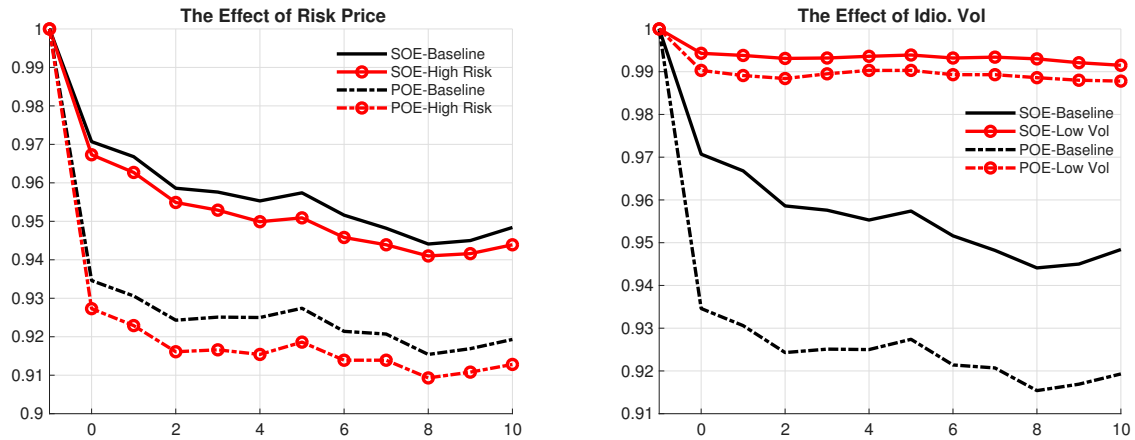 The Effect of Risk Price
1
0.99
0.98
0.97
0.96
0.95
0.94
0.93
0.92
0.91
0.9
0 2 4 6 8 10
SOE-Baseline
SOE-High Risk
POE-Baseline
POE-High Risk
The Effect of Idio. Vol
1
0.99
0.98
0.97
0.96
0.95
0.94
0.93
0.92
0.91
0 2 4 6 8 10
SOE-Baseline
SOE-Low Vol
POE-Baseline
POE-Low Vol